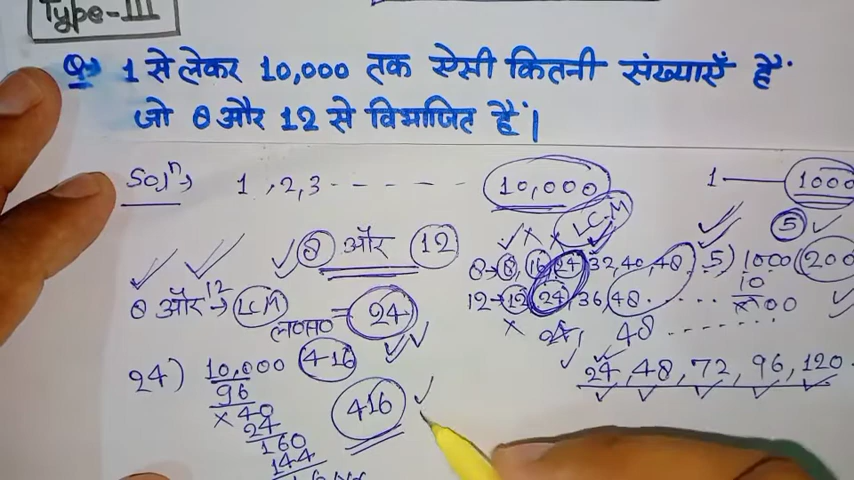 Type-III
Q→ 1 से लेकर 10,000 तक ऐसी कितनी संख्याएँ हैं
जो 8 और 12 से विभाजित हैं।
Solⁿ→ 1, 2, 3 - - - - - - 10,000
1 —— 1000
5
8 और 12
LCM
8→ 8, 16, 24, 32, 40, 48
12→ 12, 24, 36, 48 . . . . .
24, 48 - - - - - - -
5) 1000 (200
10
×00
8 और 12→ LCM
ल०स० = 24
24, 48, 72, 96, 120
24) 10,000 (416
96
×40
24
160
144
416